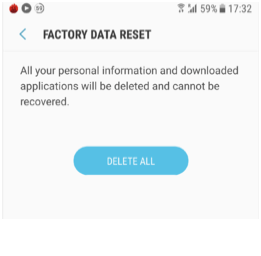 59% 17:32
FACTORY DATA RESET
All your personal information and downloaded
applications will be deleted and cannot be
recovered.
DELETE ALL